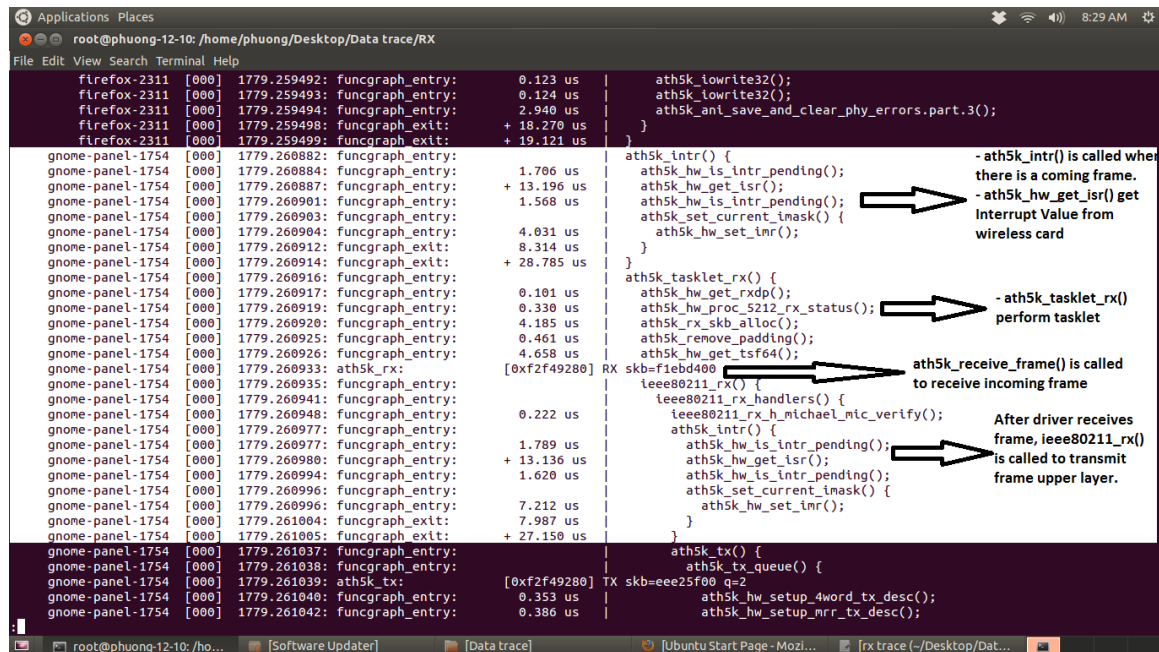 Applications Places 8:29 AM
root@phuong-12-10: /home/phuong/Desktop/Data trace/RX
File Edit View Search Terminal Help
firefox-2311 [000] 1779.259492: funcgraph_entry: 0.123 us | ath5k_iowrite32();
firefox-2311 [000] 1779.259493: funcgraph_entry: 0.124 us | ath5k_iowrite32();
firefox-2311 [000] 1779.259494: funcgraph_entry: 2.940 us | ath5k_ani_save_and_clear_phy_errors.part.3();
firefox-2311 [000] 1779.259498: funcgraph_exit: + 18.270 us | }
firefox-2311 [000] 1779.259499: funcgraph_exit: + 19.121 us | }
gnome-panel-1754 [000] 1779.260882: funcgraph_entry: | ath5k_intr() {
gnome-panel-1754 [000] 1779.260884: funcgraph_entry: 1.706 us | ath5k_hw_is_intr_pending();
gnome-panel-1754 [000] 1779.260887: funcgraph_entry: + 13.196 us | ath5k_hw_get_isr();
gnome-panel-1754 [000] 1779.260901: funcgraph_entry: 1.568 us | ath5k_hw_is_intr_pending();
gnome-panel-1754 [000] 1779.260903: funcgraph_entry: | ath5k_set_current_imask() {
gnome-panel-1754 [000] 1779.260904: funcgraph_entry: 4.031 us | ath5k_hw_set_imr();
gnome-panel-1754 [000] 1779.260912: funcgraph_exit: 8.314 us | }
gnome-panel-1754 [000] 1779.260914: funcgraph_exit: + 28.785 us | }
gnome-panel-1754 [000] 1779.260916: funcgraph_entry: | ath5k_tasklet_rx() {
gnome-panel-1754 [000] 1779.260917: funcgraph_entry: 0.101 us | ath5k_hw_get_rxdp();
gnome-panel-1754 [000] 1779.260919: funcgraph_entry: 0.330 us | ath5k_hw_proc_5212_rx_status();
gnome-panel-1754 [000] 1779.260920: funcgraph_entry: 4.185 us | ath5k_rx_skb_alloc();
gnome-panel-1754 [000] 1779.260925: funcgraph_entry: 0.461 us | ath5k_remove_padding();
gnome-panel-1754 [000] 1779.260926: funcgraph_entry: 4.658 us | ath5k_hw_get_tsf64();
gnome-panel-1754 [000] 1779.260933: ath5k_rx: [0xf2f49280] RX skb=f1ebd400
gnome-panel-1754 [000] 1779.260935: funcgraph_entry: | ieee80211_rx() {
gnome-panel-1754 [000] 1779.260941: funcgraph_entry: | ieee80211_rx_handlers() {
gnome-panel-1754 [000] 1779.260948: funcgraph_entry: 0.222 us | ieee80211_rx_h_michael_mic_verify();
gnome-panel-1754 [000] 1779.260977: funcgraph_entry: | ath5k_intr() {
gnome-panel-1754 [000] 1779.260977: funcgraph_entry: 1.789 us | ath5k_hw_is_intr_pending();
gnome-panel-1754 [000] 1779.260980: funcgraph_entry: + 13.136 us | ath5k_hw_get_isr();
gnome-panel-1754 [000] 1779.260994: funcgraph_entry: 1.620 us | ath5k_hw_is_intr_pending();
gnome-panel-1754 [000] 1779.260996: funcgraph_entry: | ath5k_set_current_imask() {
gnome-panel-1754 [000] 1779.260996: funcgraph_entry: 7.212 us | ath5k_hw_set_imr();
gnome-panel-1754 [000] 1779.261004: funcgraph_exit: 7.987 us | }
gnome-panel-1754 [000] 1779.261005: funcgraph_exit: + 27.150 us | }
gnome-panel-1754 [000] 1779.261037: funcgraph_entry: | ath5k_tx() {
gnome-panel-1754 [000] 1779.261038: funcgraph_entry: | ath5k_tx_queue() {
gnome-panel-1754 [000] 1779.261039: ath5k_tx: [0xf2f49280] TX skb=eee25f00 q=2
gnome-panel-1754 [000] 1779.261040: funcgraph_entry: 0.353 us | ath5k_hw_setup_4word_tx_desc();
gnome-panel-1754 [000] 1779.261042: funcgraph_entry: 0.386 us | ath5k_hw_setup_mrr_tx_desc();
:
- ath5k_intr() is called when
there is a coming frame.
- ath5k_hw_get_isr() get
Interrupt Value from
wireless card
- ath5k_tasklet_rx()
perform tasklet
ath5k_receive_frame() is called
to receive incoming frame
After driver receives
frame, ieee80211_rx()
is called to transmit
frame upper layer.
root@phuong-12-10: /ho... [Software Updater] [Data trace] [Ubuntu Start Page - Mozi... [rx trace (~/Desktop/Dat...